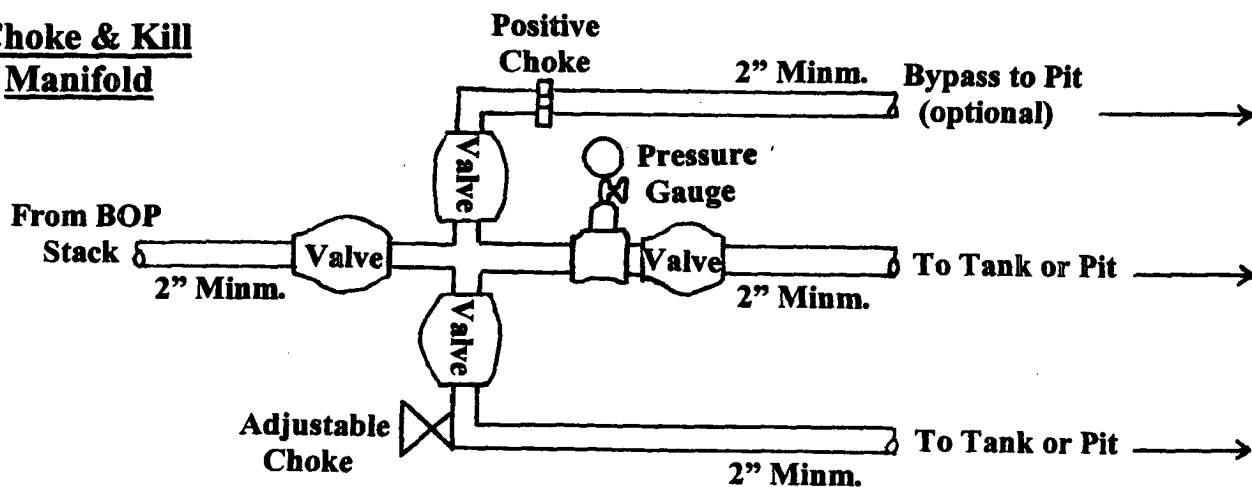 Choke & Kill
Manifold
Positive
Choke
2" Minm.
Bypass to Pit
(optional)
Valve
Pressure
Gauge
From BOP
Stack
Valve
Valve
To Tank or Pit
2" Minm.
2" Minm.
Valve
Adjustable
Choke
To Tank or Pit
2" Minm.